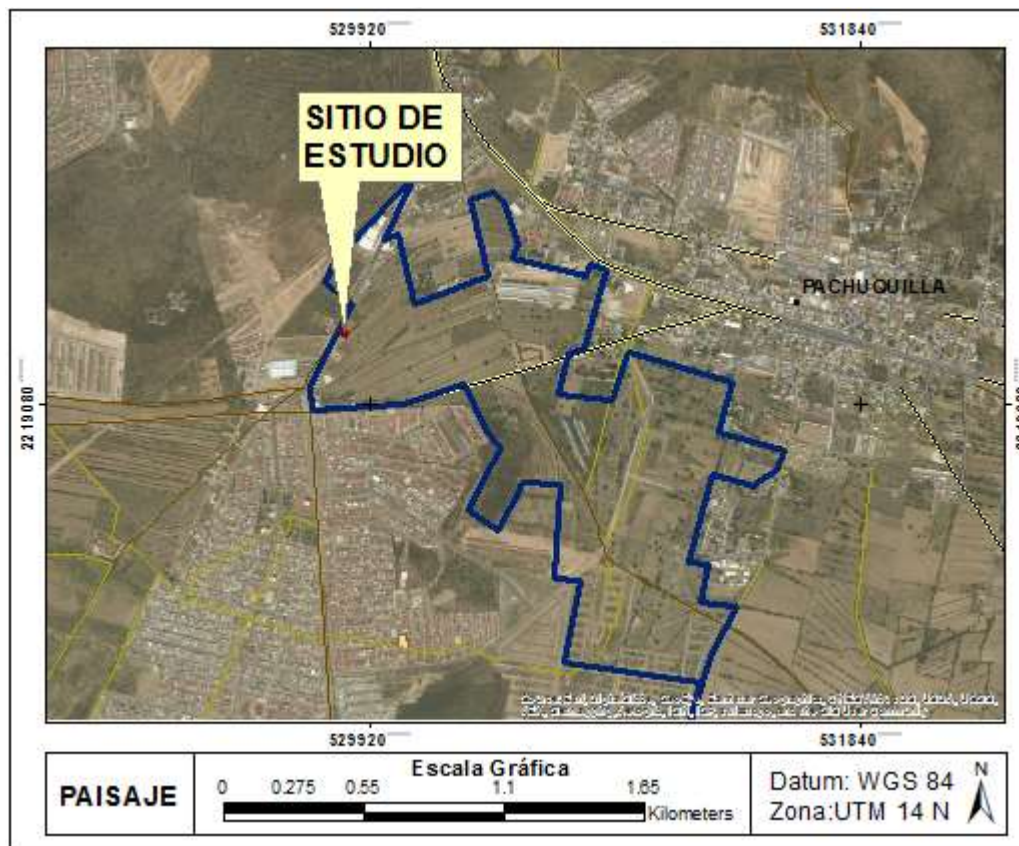 529920 531840
SITIO DE
ESTUDIO
PACHUQUILLA
2219080
529920 531840
PAISAJE
Escala Gráfica
0 0.275 0.55 1.1 1.65
Kilometers
Datum: WGS 84
Zona:UTM 14 N
N